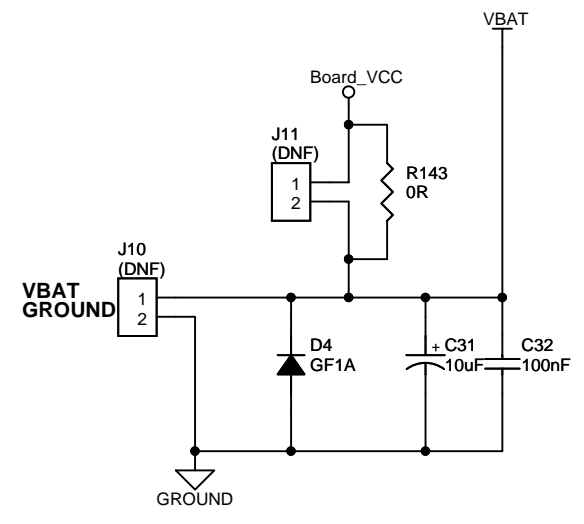 VBAT
Board_VCC
J11
(DNF)
1
2
R143
0R
J10
(DNF)
VBAT
GROUND
1
2
D4
GF1A
+ C31
10uF
C32
100nF
GROUND